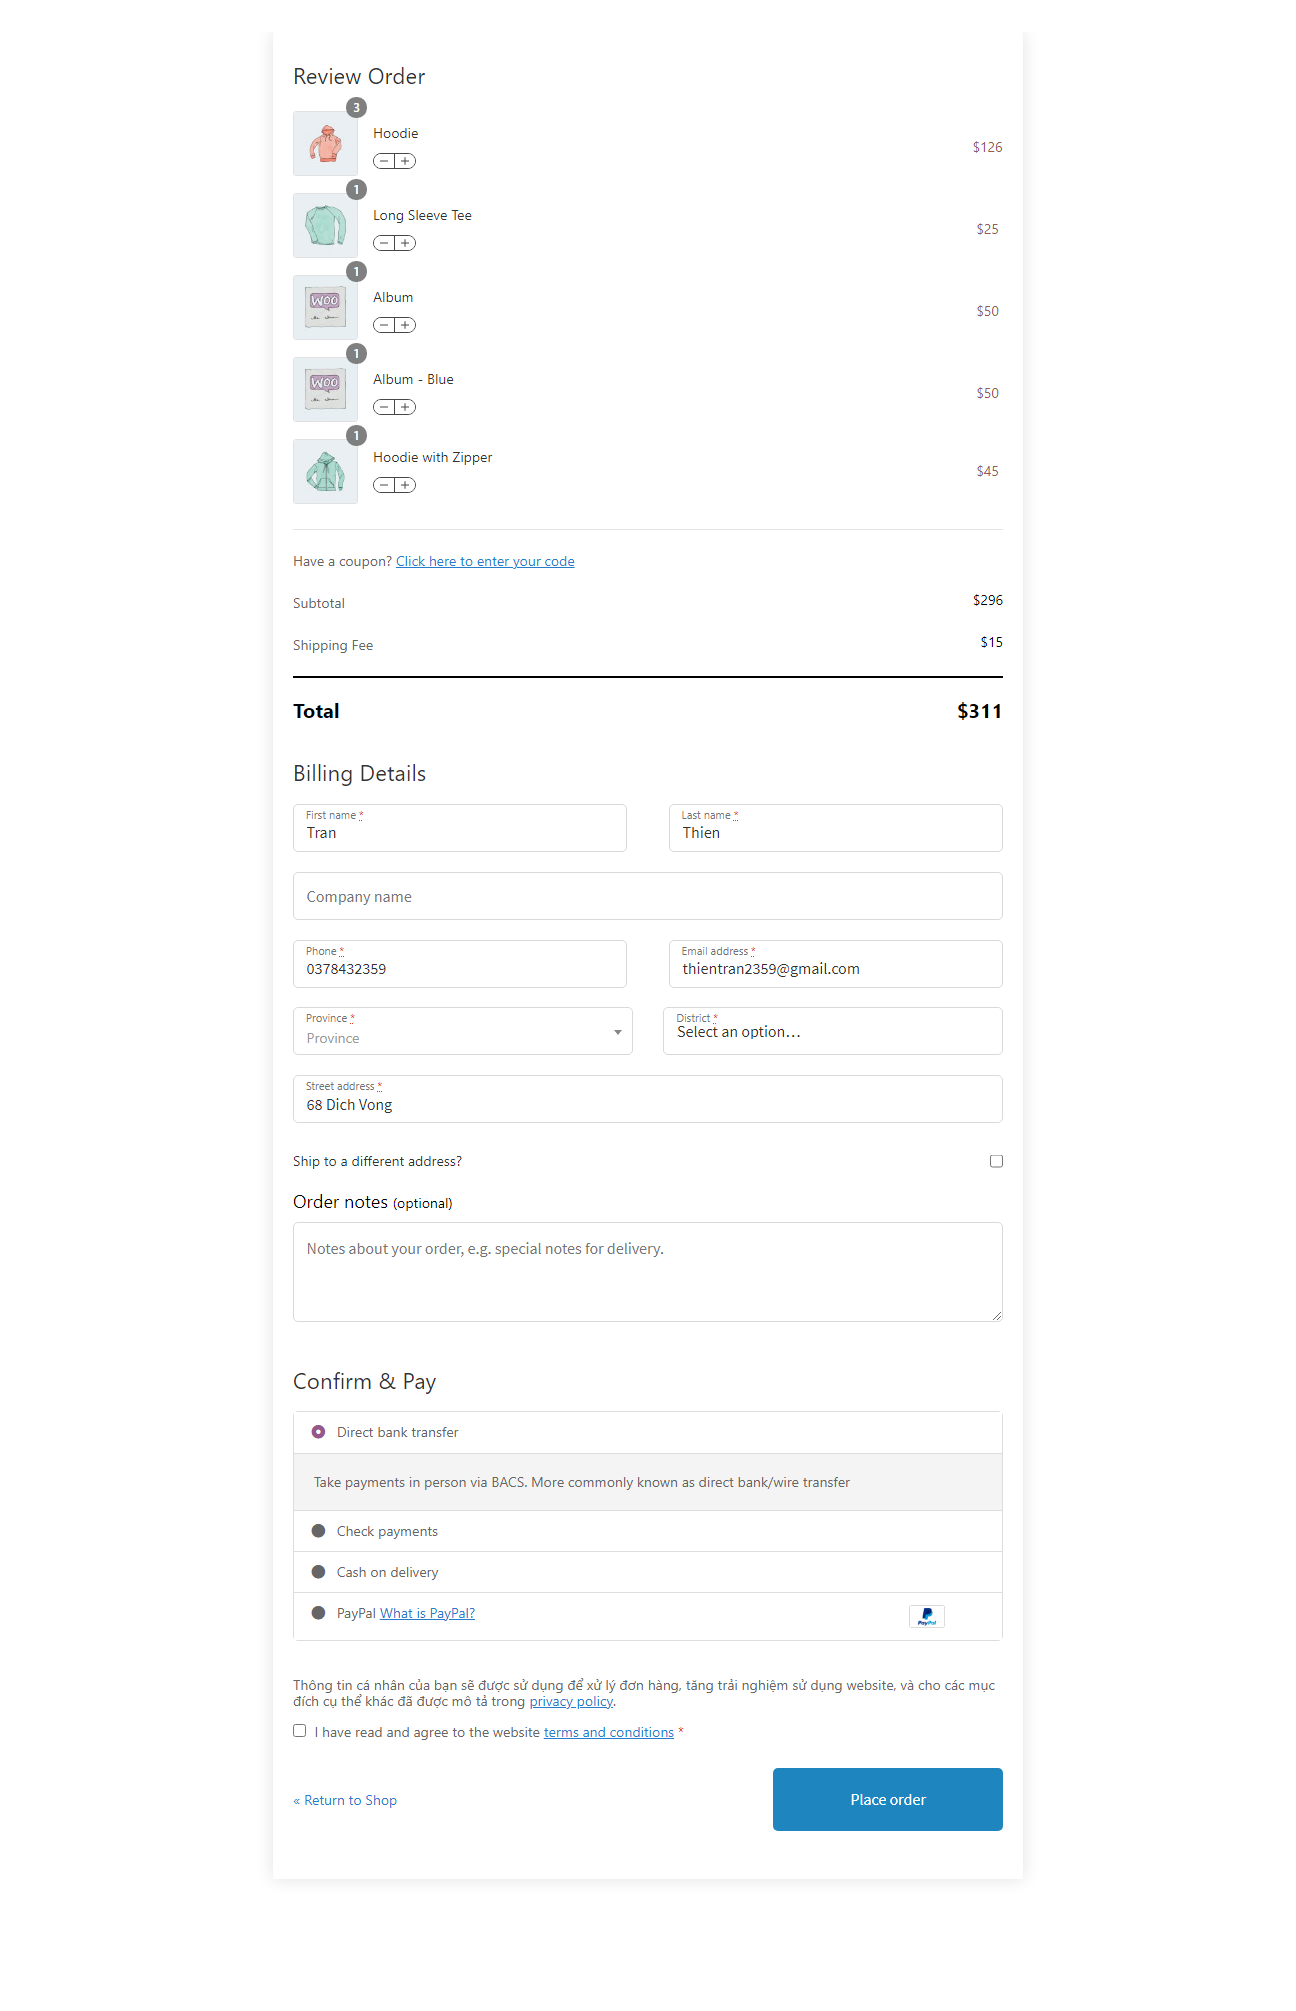 Review Order
3
Hoodie
$126
1
Long Sleeve Tee
$25
1
WOO
Album
$50
1
WOO
Album - Blue
$50
1
Hoodie with Zipper
$45
Have a coupon? Click here to enter your code
Subtotal $296
Shipping Fee $15
Total $311
Billing Details
First name *
Tran
Last name *
Thien
Company name
Phone *
0378432359
Email address *
thientran2359@gmail.com
Province *
Province
District *
Select an option...
Street address *
68 Dich Vong
Ship to a different address?
Order notes (optional)
Notes about your order, e.g. special notes for delivery.
Confirm & Pay
Direct bank transfer
Take payments in person via BACS. More commonly known as direct bank/wire transfer
Check payments
Cash on delivery
PayPal What is PayPal?
PayPal
Thông tin cá nhân của bạn sẽ được sử dụng để xử lý đơn hàng, tăng trải nghiệm sử dụng website, và cho các mục
đích cụ thể khác đã được mô tả trong privacy policy.
I have read and agree to the website terms and conditions *
« Return to Shop
Place order